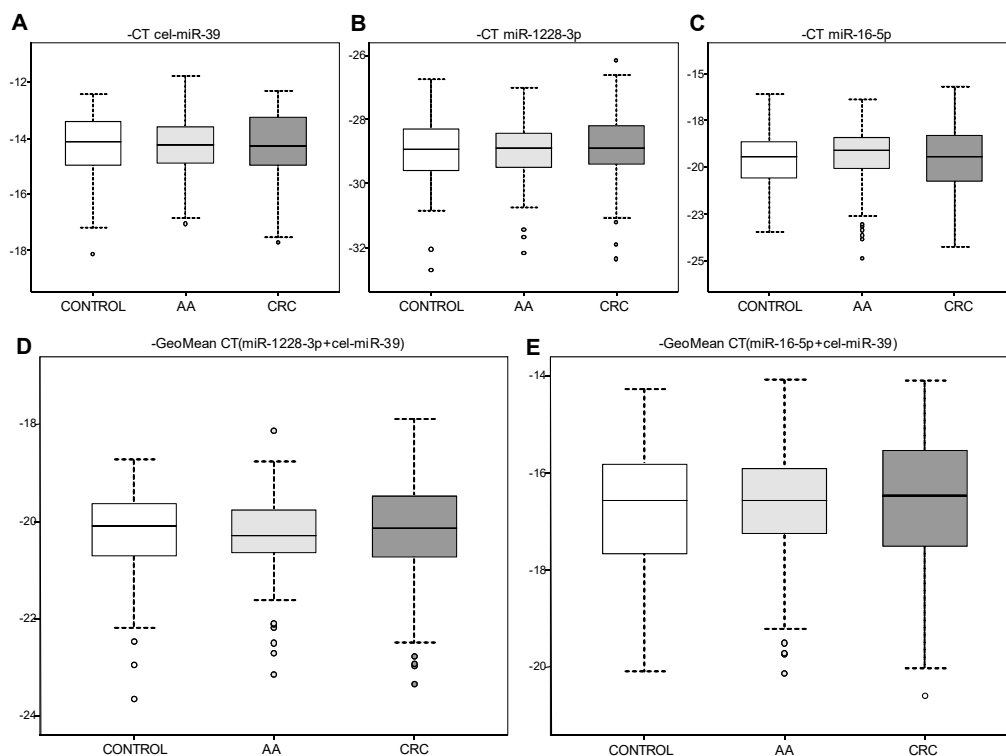 A
-CT cel-miR-39
-12
-14
-16
-18
CONTROL AA CRC
B
-CT miR-1228-3p
-26
-28
-30
-32
CONTROL AA CRC
C
-CT miR-16-5p
-15
-18
-20
-23
-25
CONTROL AA CRC
D
-GeoMean CT(miR-1228-3p+cel-miR-39)
-18
-20
-22
-24
CONTROL AA CRC
E
-GeoMean CT(miR-16-5p+cel-miR-39)
-14
-16
-18
-20
CONTROL AA CRC